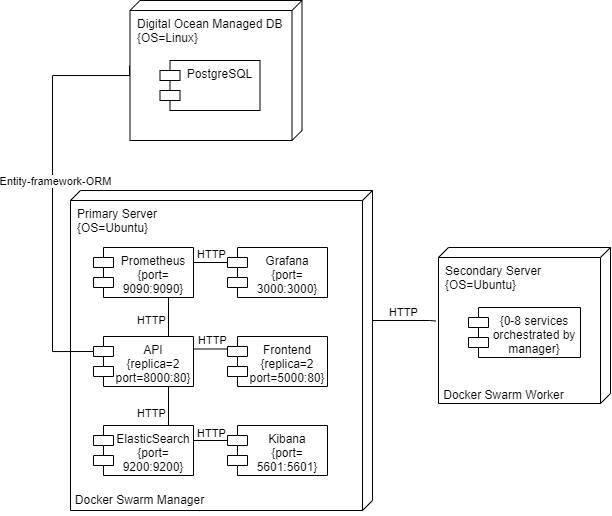 Digital Ocean Managed DB
{OS=Linux}
PostgreSQL
Entity-framework-ORM
Primary Server
{OS=Ubuntu}
Prometheus
{port=
9090:9090}
HTTP
Grafana
{port=
3000:3000}
HTTP
API
{replica=2
port=8000:80}
HTTP
Frontend
{replica=2
port=5000:80}
HTTP
ElasticSearch
{port=
9200:9200}
HTTP
Kibana
{port=
5601:5601}
Docker Swarm Manager
HTTP
Secondary Server
{OS=Ubuntu}
{0-8 services
orchestrated by
manager}
Docker Swarm Worker